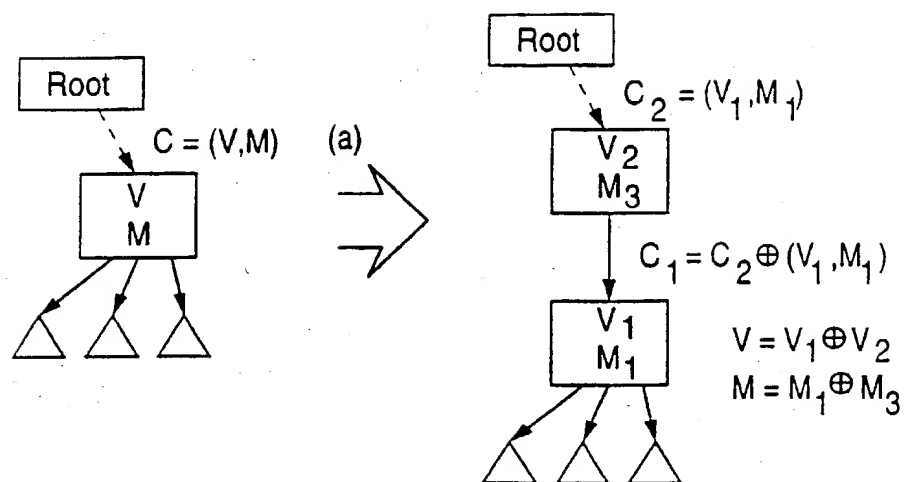 Root
C = (V,M)
V
M
(a)
Root
C₂ = (V₁,M₁)
V₂
M₃
C₁ = C₂ ⊕ (V₁,M₁)
V₁
M₁
V = V₁ ⊕ V₂
M = M₁ ⊕ M₃